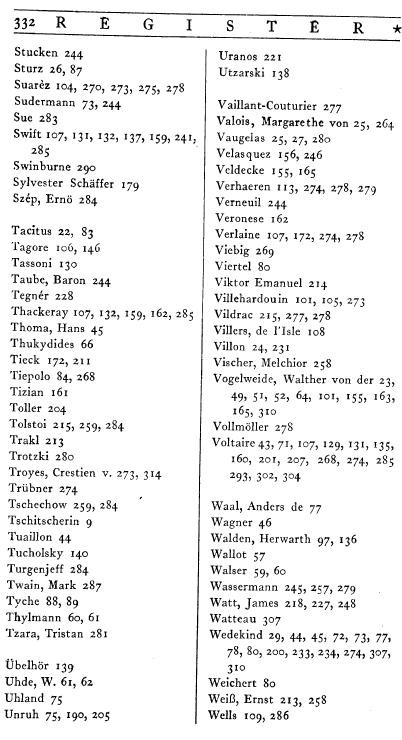 332 R E G I S T E R *
Stucken 244
Sturz 26, 87
Suarèz 104, 270, 273, 275, 278
Sudermann 73, 244
Sue 283
Swift 107, 131, 132, 137, 159, 241,
285
Swinburne 290
Sylvester Schäffer 179
Szép, Ernö 284
Tacitus 22, 83
Tagore 106, 146
Tassoni 130
Taube, Baron 244
Tegnér 228
Thackeray 107, 132, 159, 162, 285
Thoma, Hans 45
Thukydides 66
Tieck 172, 211
Tiepolo 84, 268
Tizian 161
Toller 204
Tolstoi 215, 259, 284
Trakl 213
Trotzki 280
Troyes, Crestien v. 273, 314
Trübner 274
Tschechow 259, 284
Tschitscherin 9
Tuaillon 44
Tucholsky 140
Turgenjeff 284
Twain, Mark 287
Tyche 88, 89
Thylmann 60, 61
Tzara, Tristan 281
Übelhör 139
Uhde, W. 61, 62
Uhland 75
Unruh 75, 190, 205
Uranos 221
Utzarski 138
Vaillant-Couturier 277
Valois, Margarethe von 25, 264
Vaugelas 25, 27, 280
Velasquez 156, 246
Veldecke 155, 165
Verhaeren 113, 274, 278, 279
Verneuil 244
Veronese 162
Verlaine 107, 172, 274, 278
Viebig 269
Viertel 80
Viktor Emanuel 214
Villehardouin 101, 105, 273
Vildrac 215, 277, 278
Villers, de l'Isle 108
Villon 24, 231
Vischer, Melchior 258
Vogelweide, Walther von der 23,
49, 51, 52, 64, 101, 155, 163,
165, 310
Vollmöller 278
Voltaire 43, 71, 107, 129, 131, 135,
160, 201, 207, 268, 274, 285
293, 302, 304
Waal, Anders de 77
Wagner 46
Walden, Herwarth 97, 136
Wallot 57
Walser 59, 60
Wassermann 245, 257, 279
Watt, James 218, 227, 248
Watteau 307
Wedekind 29, 44, 45, 72, 73, 77,
78, 80, 200, 233, 234, 274, 307,
310
Weichert 80
Weiß, Ernst 213, 258
Wells 109, 286